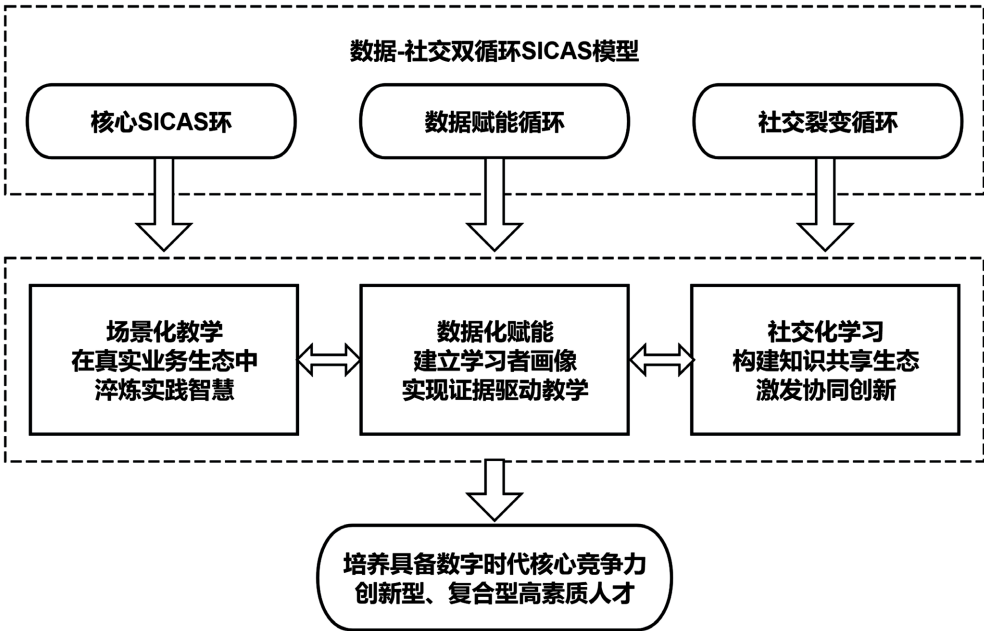 数据-社交双循环SICAS模型
核心SICAS环
数据赋能循环
社交裂变循环
场景化教学
在真实业务生态中
淬炼实践智慧
数据化赋能
建立学习者画像
实现证据驱动教学
社交化学习
构建知识共享生态
激发协同创新
培养具备数字时代核心竞争力
创新型、复合型高素质人才